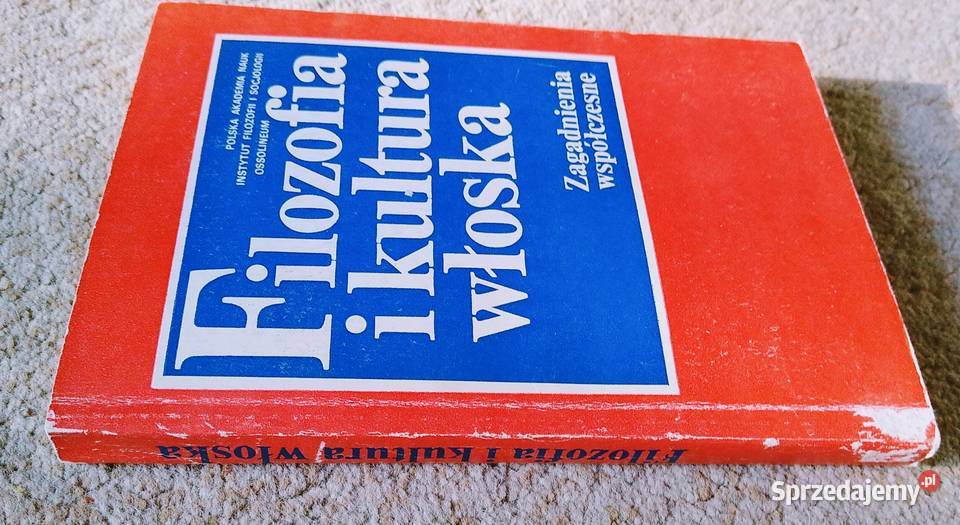 POLSKA AKADEMIA NAUK
INSTYTUT FILOZOFII I SOCJOLOGII
OSSOLINEUM
Filozofia
i kultura
włoska
Zagadnienia
współczesne
Filozofia i kultura włoska
Sprzedajemy.pl